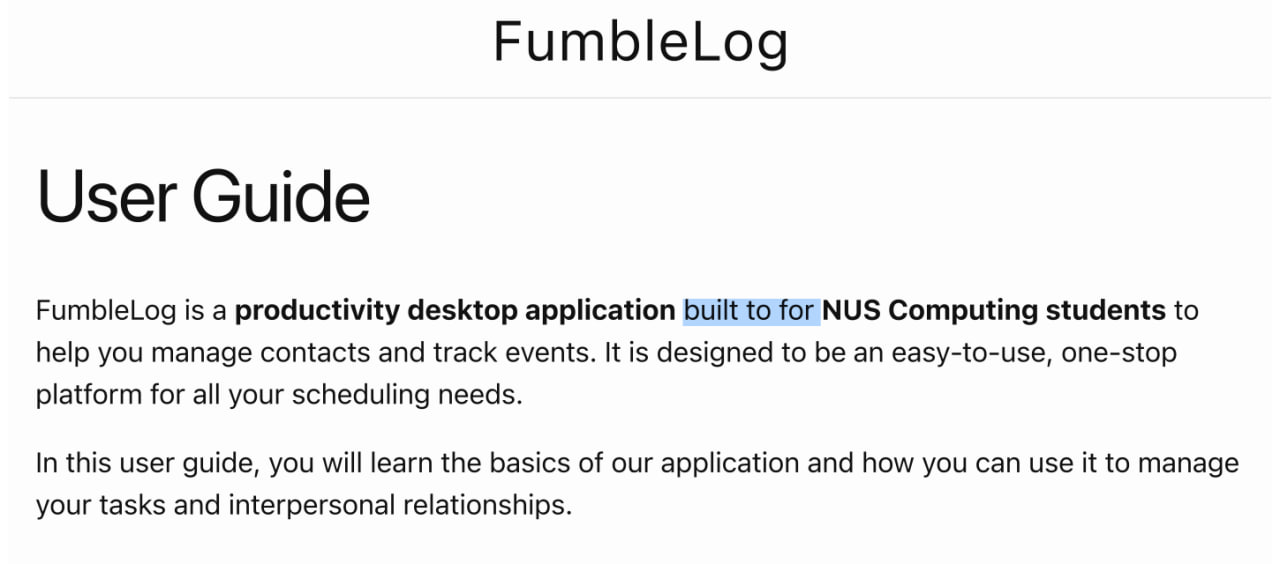 FumbleLog
User Guide
FumbleLog is a productivity desktop application built to for NUS Computing students to
help you manage contacts and track events. It is designed to be an easy-to-use, one-stop
platform for all your scheduling needs.
In this user guide, you will learn the basics of our application and how you can use it to manage
your tasks and interpersonal relationships.